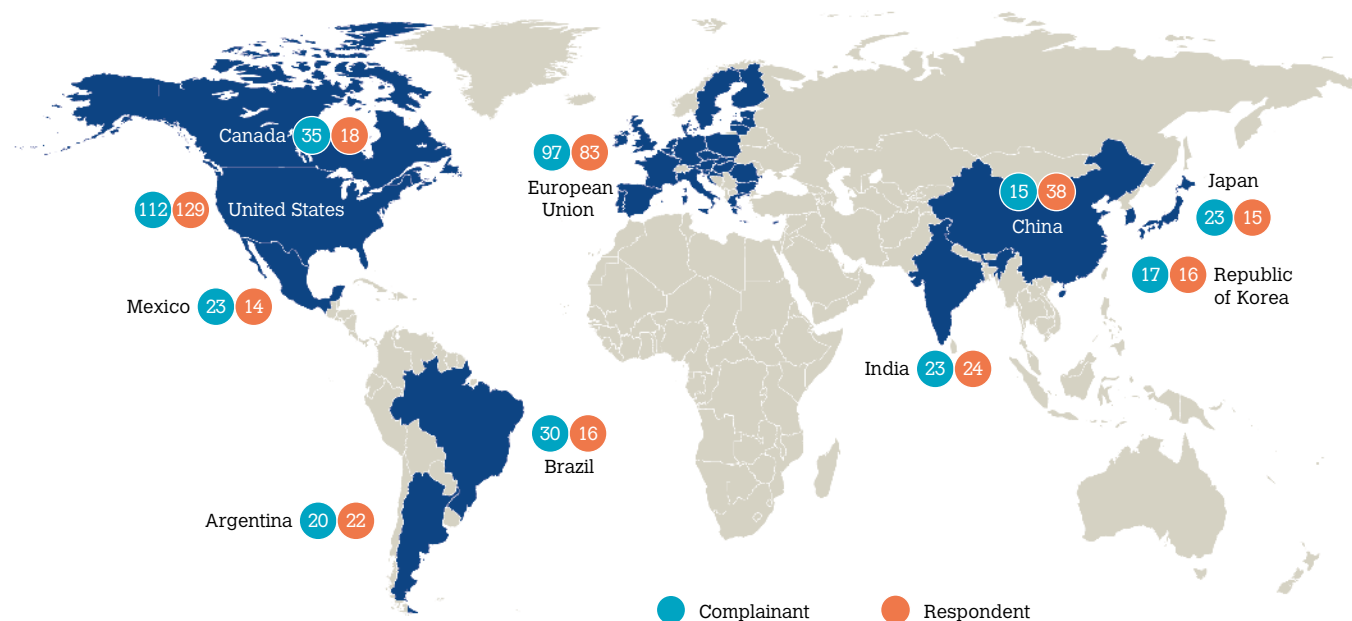 Canada 35 18
97 83
European
Union
112 129 United States
15 38
China
Japan
23 15
17 16 Republic
of Korea
Mexico 23 14
India 23 24
30 16
Brazil
Argentina 20 22
Complainant Respondent